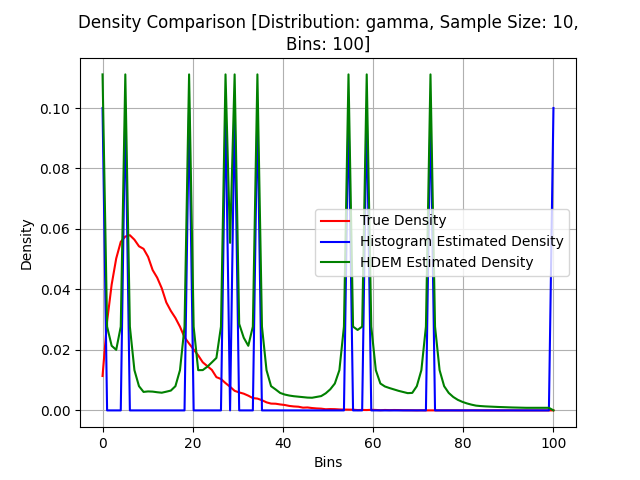 Density Comparison [Distribution: gamma, Sample Size: 10,
Bins: 100]
Density
0.10
0.08
0.06
0.04
0.02
0.00
True Density
Histogram Estimated Density
HDEM Estimated Density
0 20 40 60 80 100
Bins